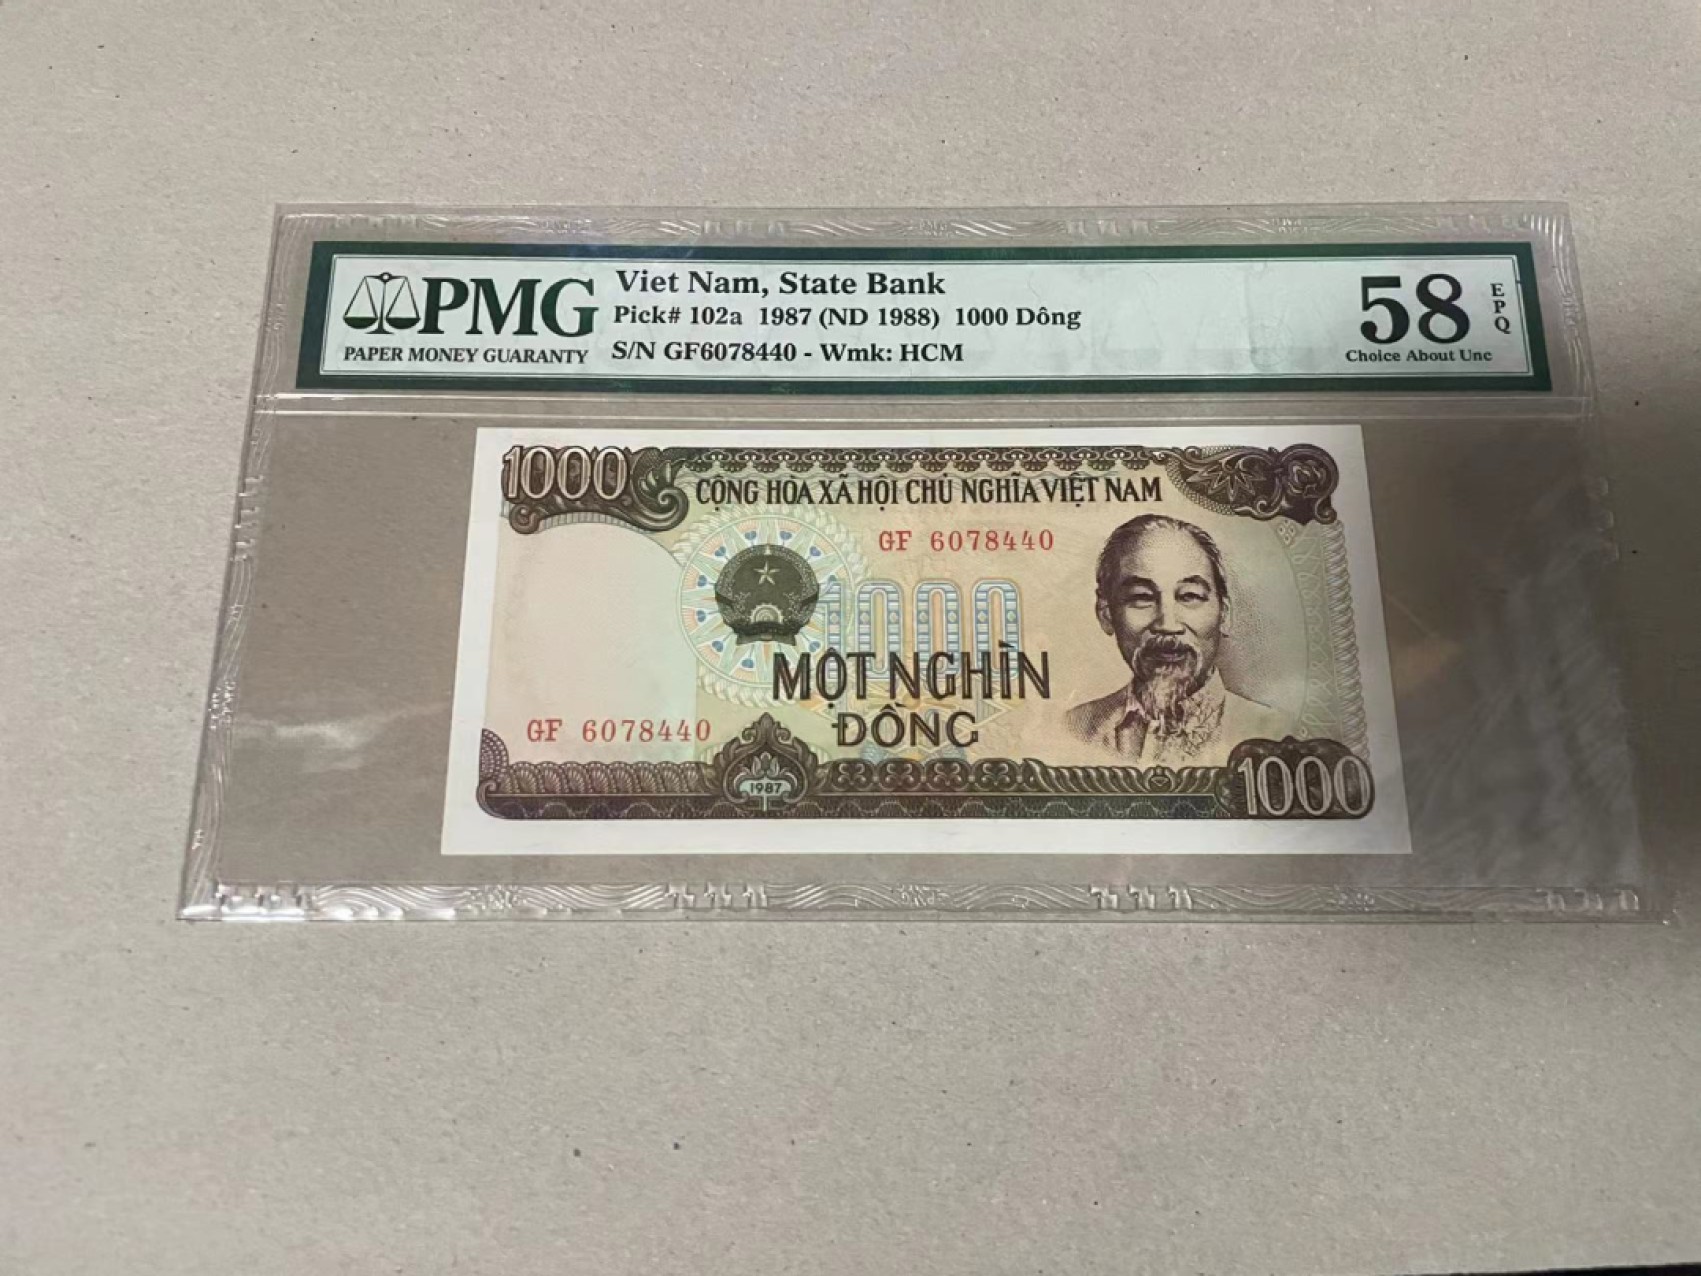 PMG
PAPER MONEY GUARANTY
Viet Nam, State Bank
Pick# 102a 1987 (ND 1988) 1000 Dông
S/N GF6078440 - Wmk: HCM
58
EPQ
Choice About Unc
1000
CỘNG HÒA XÃ HỘI CHỦ NGHĨA VIỆT NAM
GF 6078440
1000
MỘT NGHÌN
ĐỒNG
GF 6078440
1987
1000